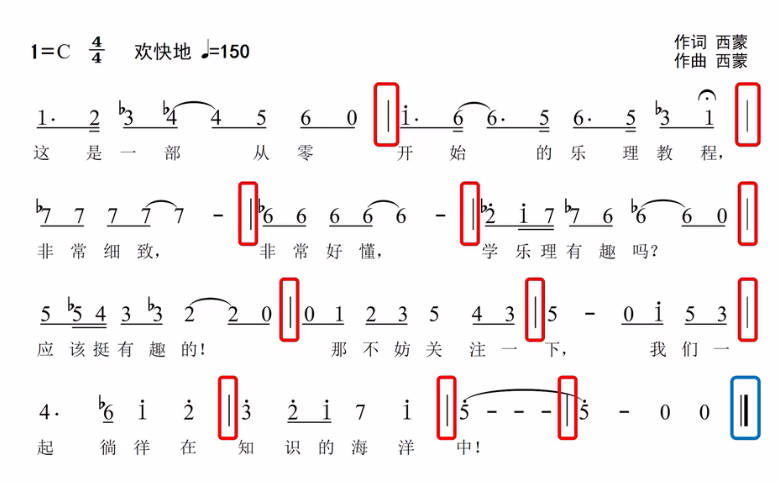 1=C 4/4 欢快地 ♩=150
作词 西蒙
作曲 西蒙
1· 2 ♭3 ♭4 4 5 6 0 | i· 6 6· 5 6· 5 ♭3 1 |
这 是 一 部 从 零 开 始 的 乐 理 教 程,
♭7 7 7 7 7 - | ♭6 6 6 6 6 - | ♭2̇ i 7 ♭7 6 ♭6 6 0 |
非 常 细 致, 非 常 好 懂, 学 乐 理 有 趣 吗?
5 ♭5 4 3 ♭3 2 2 0 | 0 1 2 3 5 4 3 | 5 - 0 i 5 3 |
应 该 挺 有 趣 的! 那 不 妨 关 注 一 下, 我 们 一
4· ♭6 i 2̇ | 3̇ 2̇ i 7 i | 5̇ - - - | 5̇ - 0 0 ‖
起 徜 徉 在 知 识 的 海 洋 中!